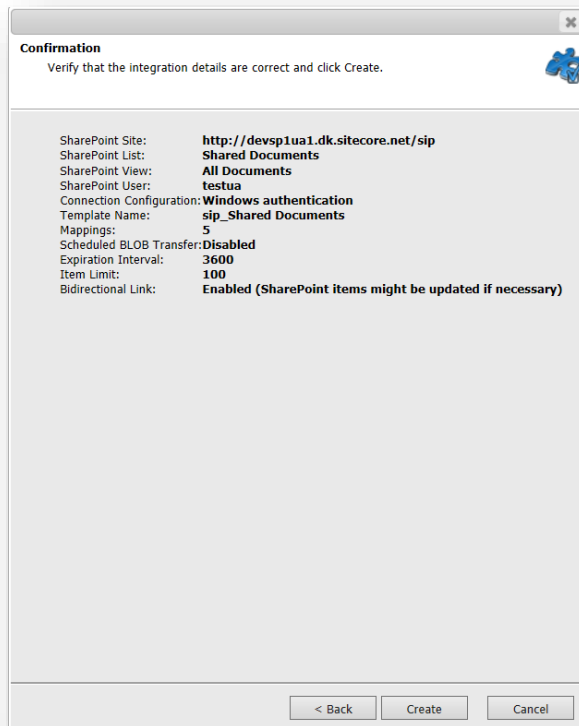 Confirmation
Verify that the integration details are correct and click Create.
SharePoint Site: http://devsp1ua1.dk.sitecore.net/sip
SharePoint List: Shared Documents
SharePoint View: All Documents
SharePoint User: testua
Connection Configuration: Windows authentication
Template Name: sip_Shared Documents
Mappings: 5
Scheduled BLOB Transfer: Disabled
Expiration Interval: 3600
Item Limit: 100
Bidirectional Link: Enabled (SharePoint items might be updated if necessary)
< Back Create Cancel